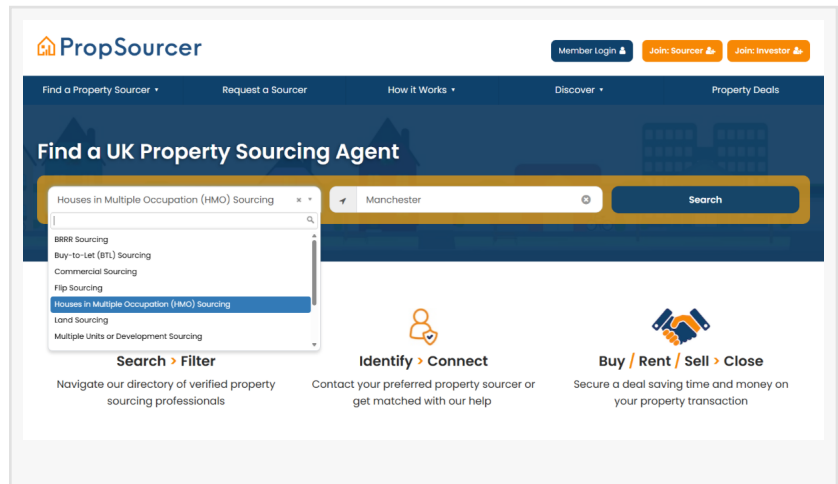 PropSourcer
Member Login
Join: Sourcer
Join: Investor
Find a Property Sourcer
Request a Sourcer
How it Works
Discover
Property Deals
Find a UK Property Sourcing Agent
Houses in Multiple Occupation (HMO) Sourcing
Manchester
Search
BRRR Sourcing
Buy-to-Let (BTL) Sourcing
Commercial Sourcing
Flip Sourcing
Houses in Multiple Occupation (HMO) Sourcing
Land Sourcing
Multiple Units or Development Sourcing
Search > Filter
Navigate our directory of verified property
sourcing professionals
Identify > Connect
Contact your preferred property sourcer or
get matched with our help
Buy / Rent / Sell > Close
Secure a deal saving time and money on
your property transaction